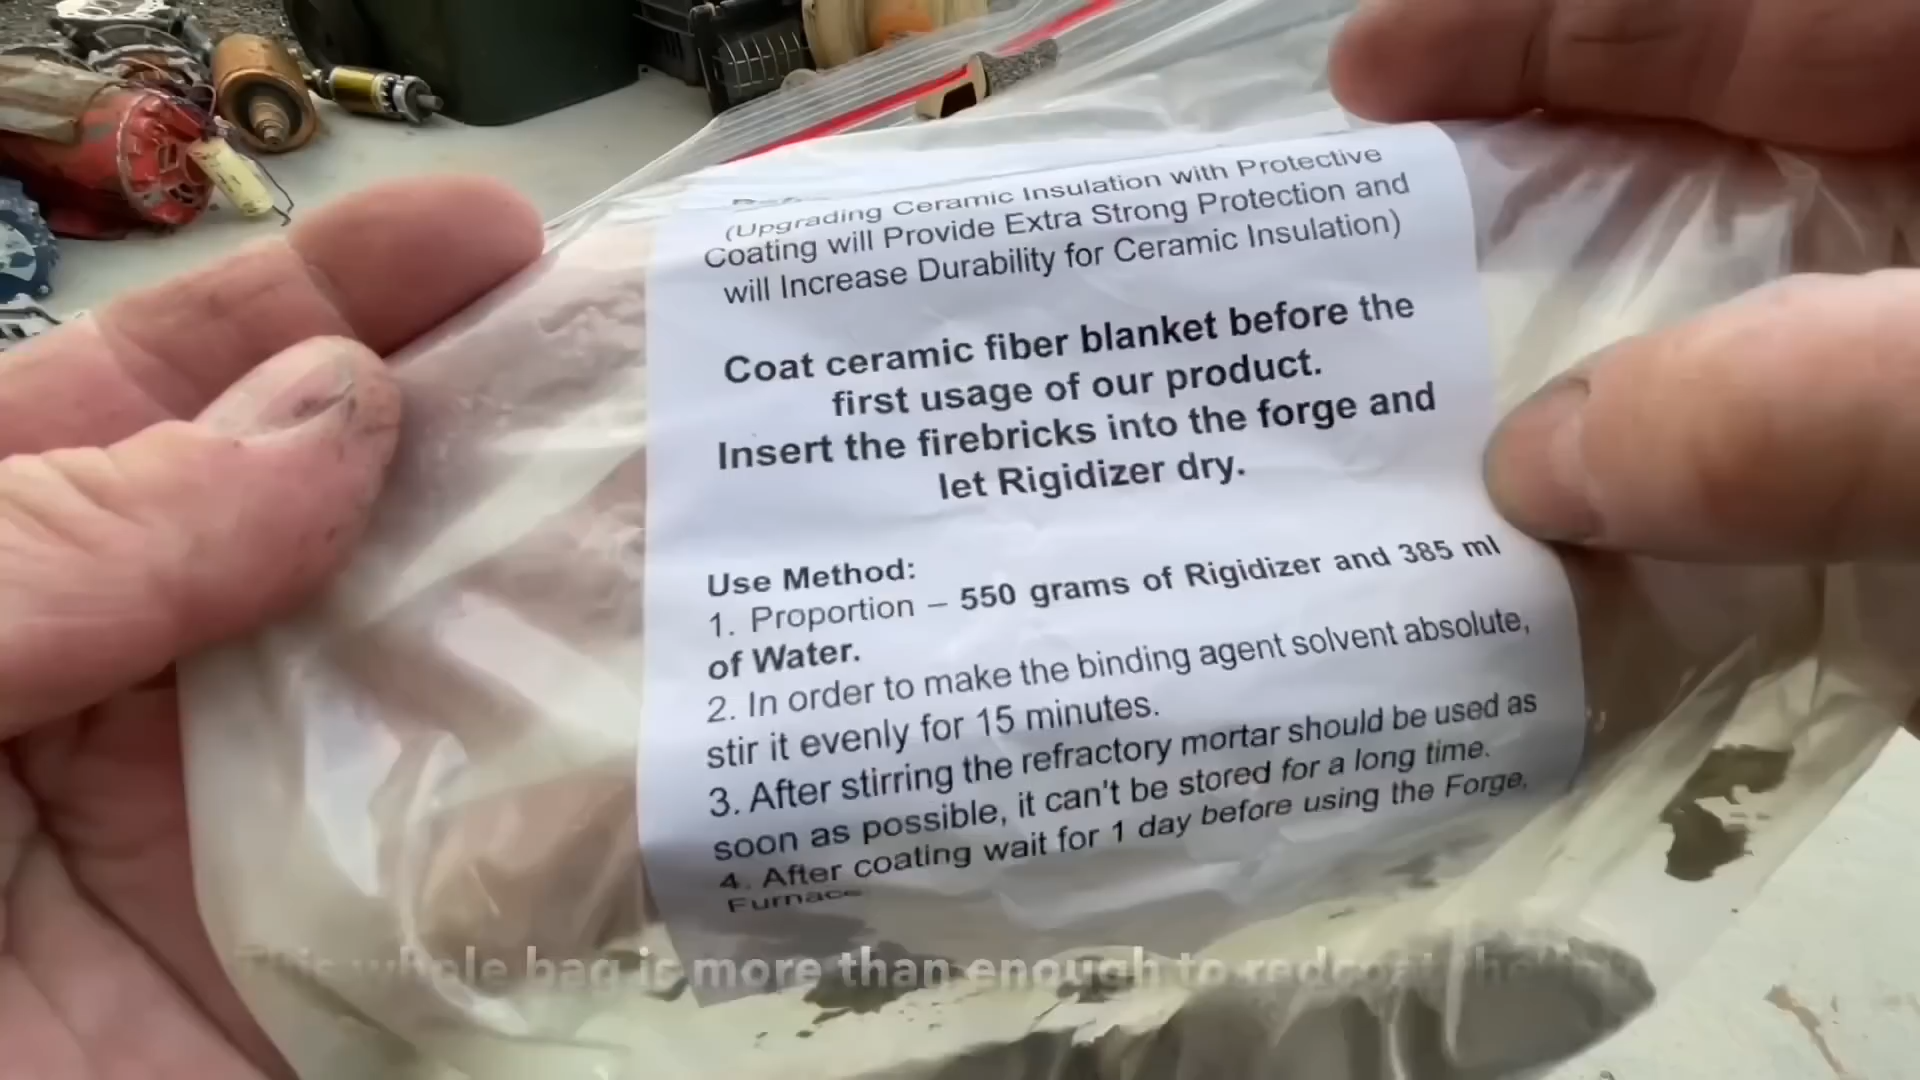 (Upgrading Ceramic Insulation with Protective
Coating will Provide Extra Strong Protection and
will Increase Durability for Ceramic Insulation)
Coat ceramic fiber blanket before the
first usage of our product.
Insert the firebricks into the forge and
let Rigidizer dry.
Use Method:
1. Proportion – 550 grams of Rigidizer and 385 ml
of Water.
2. In order to make the binding agent solvent absolute,
stir it evenly for 15 minutes.
3. After stirring the refractory mortar should be used as
soon as possible, it can't be stored for a long time.
4. After coating wait for 1 day before using the Forge,
Furnace
This whole bag is more than enough to redcoat the